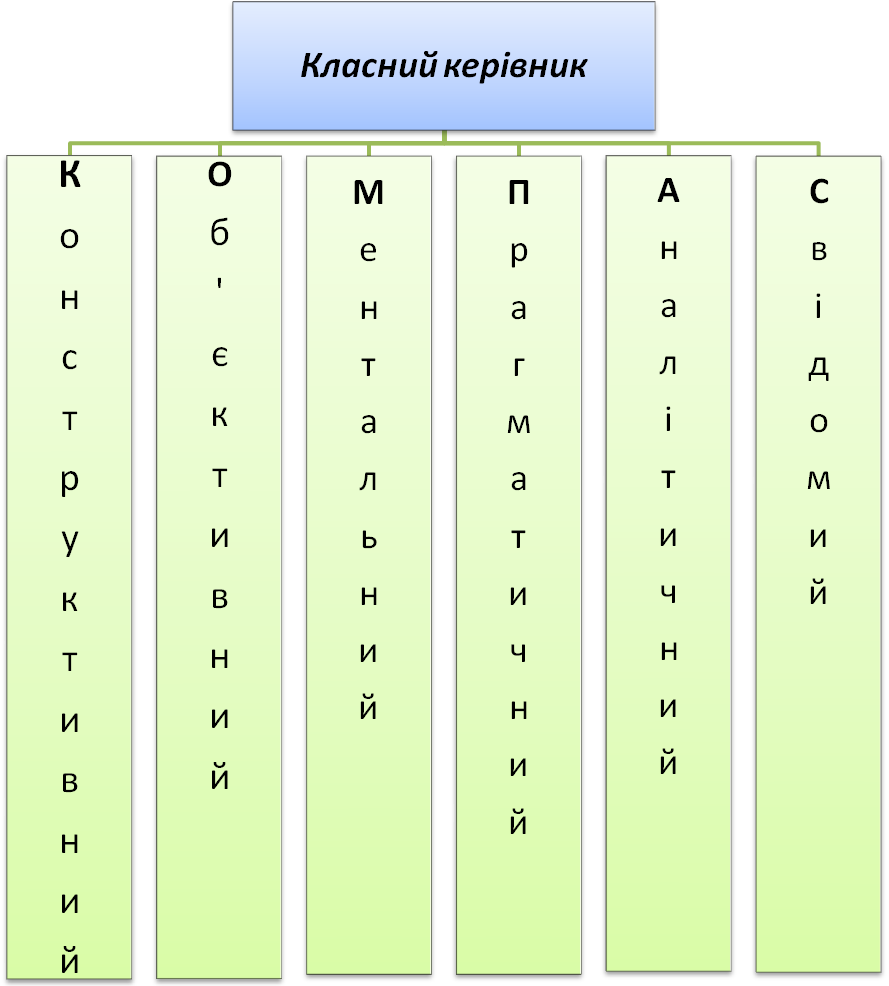 Класний керівник
Конструктивний
Об'єктивний
Ментальний
Прагматичний
Аналітичний
Свідомий